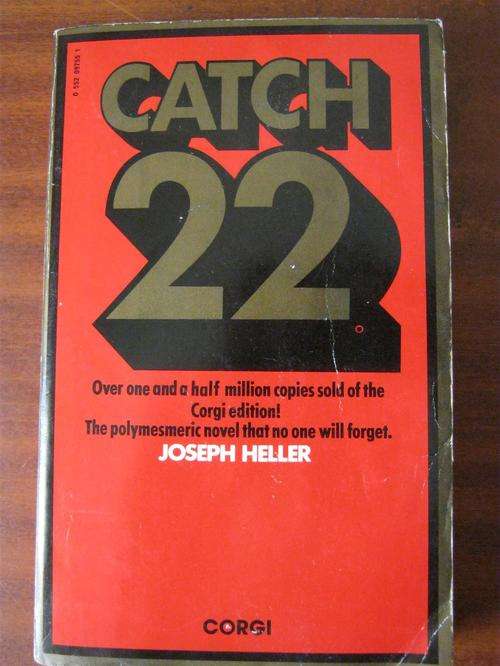 0 552 09755 1
CATCH
22
Over one and a half million copies sold of the
Corgi edition!
The polymesmeric novel that no one will forget.
JOSEPH HELLER
CORGI